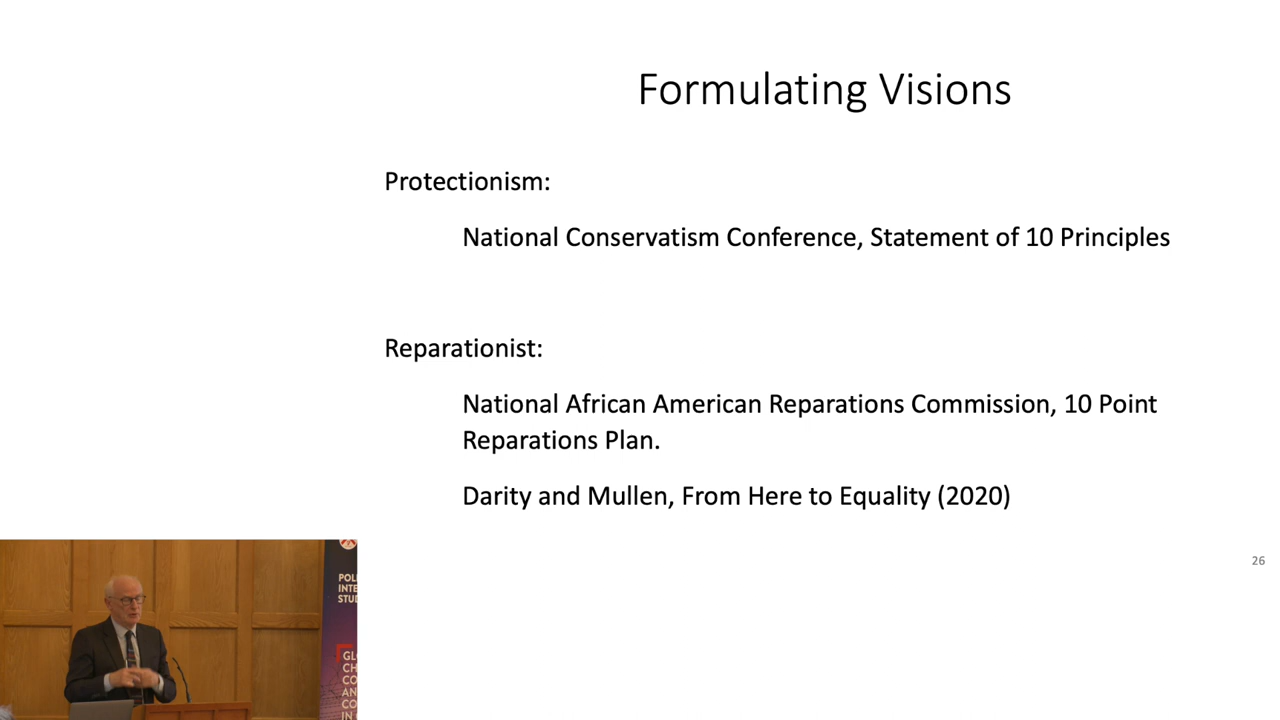 Formulating Visions
Protectionism:
National Conservatism Conference, Statement of 10 Principles
Reparationist:
National African American Reparations Commission, 10 Point
Reparations Plan.
Darity and Mullen, From Here to Equality (2020)
26